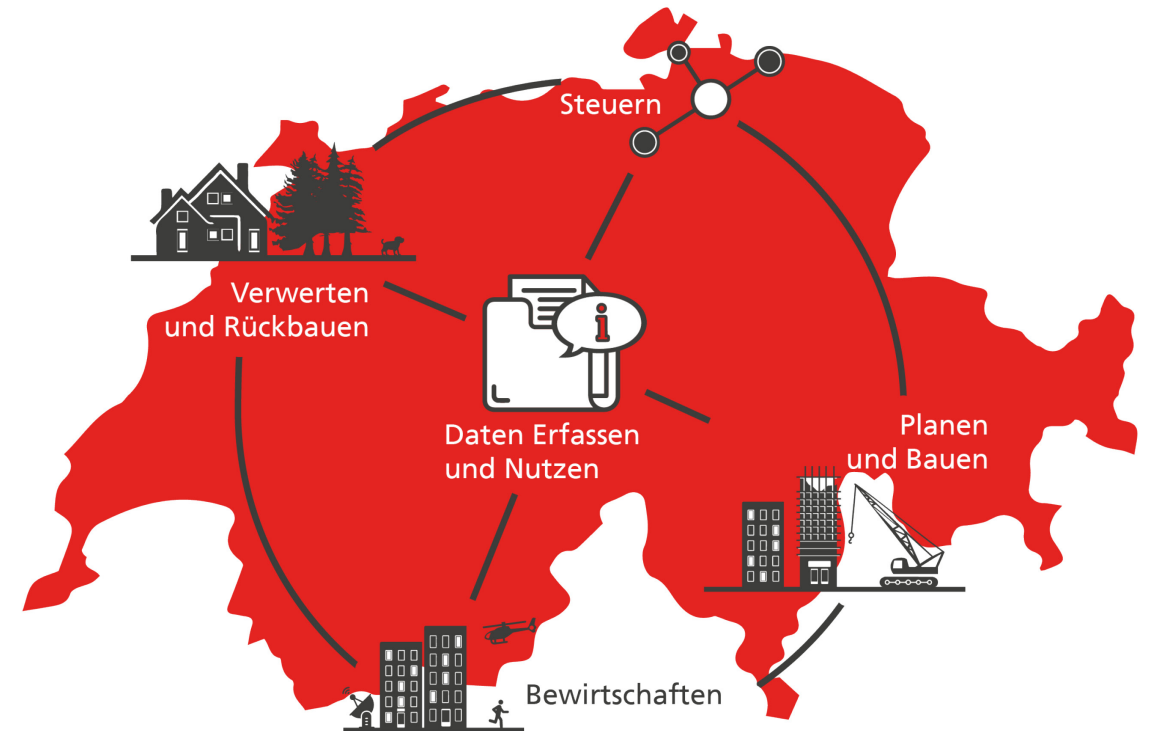 Steuern
Verwerten
und Rückbauen
Daten Erfassen
und Nutzen
Planen
und Bauen
Bewirtschaften